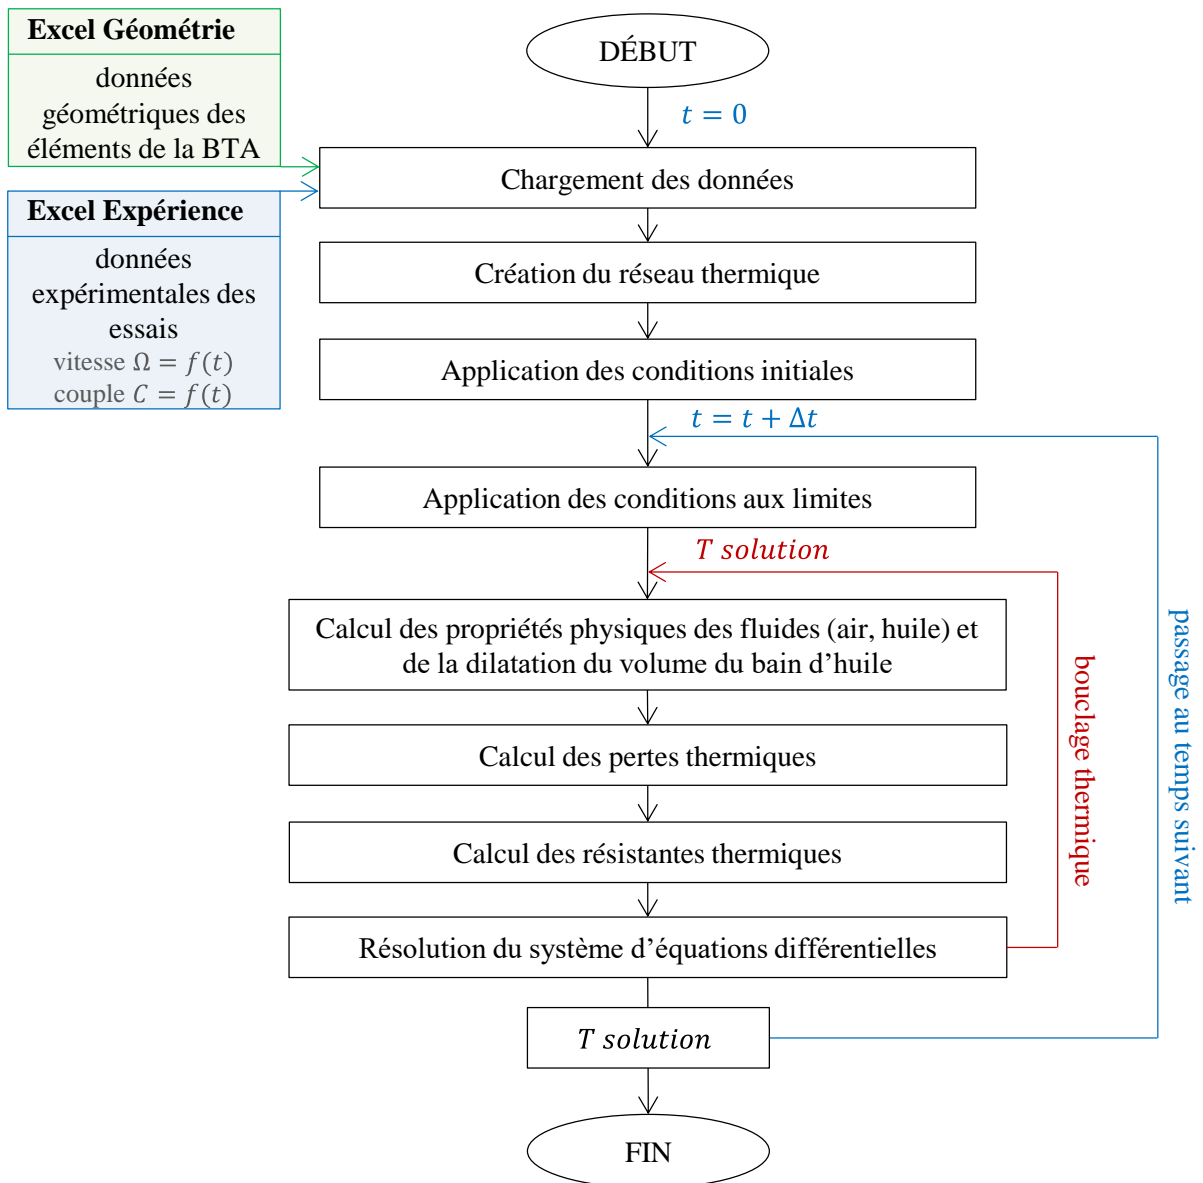 Excel Géométrie
données
géométriques des
éléments de la BTA
Excel Expérience
données
expérimentales des
essais
vitesse Ω = f(t)
couple C = f(t)
DÉBUT
t = 0
Chargement des données
Création du réseau thermique
Application des conditions initiales
t = t + Δt
Application des conditions aux limites
T solution
Calcul des propriétés physiques des fluides (air, huile) et
de la dilatation du volume du bain d’huile
Calcul des pertes thermiques
Calcul des résistantes thermiques
Résolution du système d’équations différentielles
T solution
FIN
bouclage thermique
passage au temps suivant